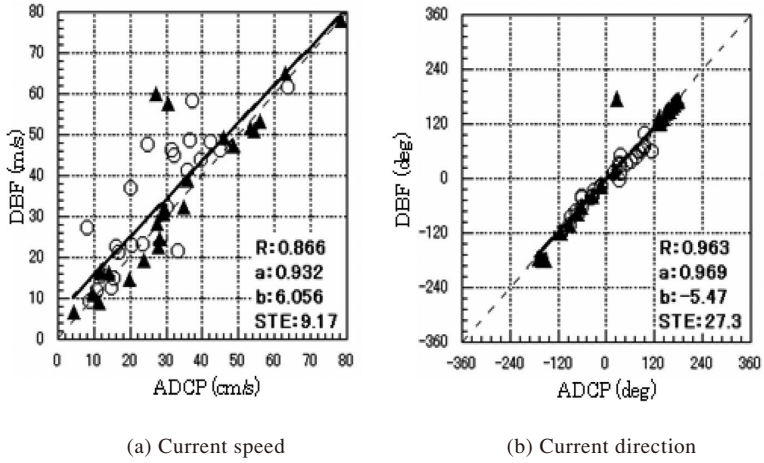 80
70
60
50
40
30
20
10
0
DBF (m/s)
R:0.866
a:0.932
b:6.056
STE:9.17
0 10 20 30 40 50 60 70 80
ADCP (cm/s)
(a) Current speed
360
240
120
0
-120
-240
-360
DBF (deg)
R:0.963
a:0.969
b:-5.47
STE:27.3
-360 -240 -120 0 120 240 360
ADCP (deg)
(b) Current direction